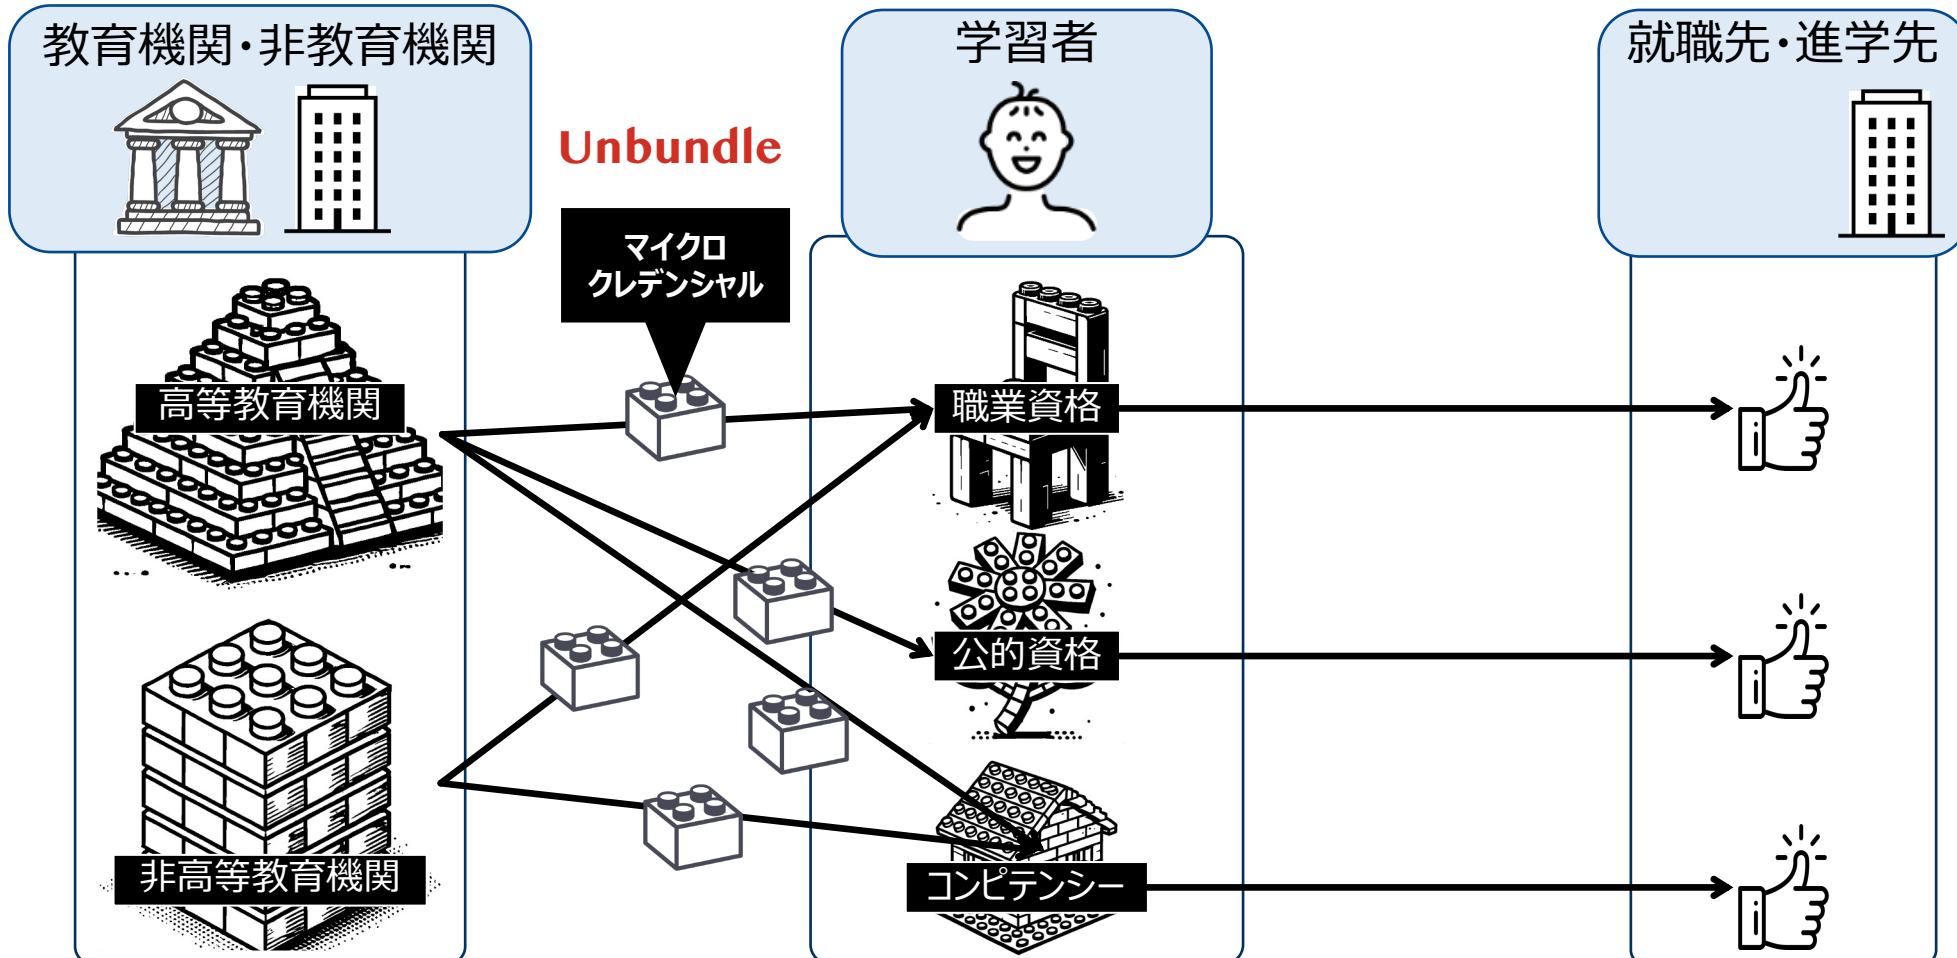 教育機関・非教育機関
学習者
就職先・進学先
Unbundle
マイクロ
クレデンシャル
高等教育機関
職業資格
公的資格
非高等教育機関
コンピテンシー